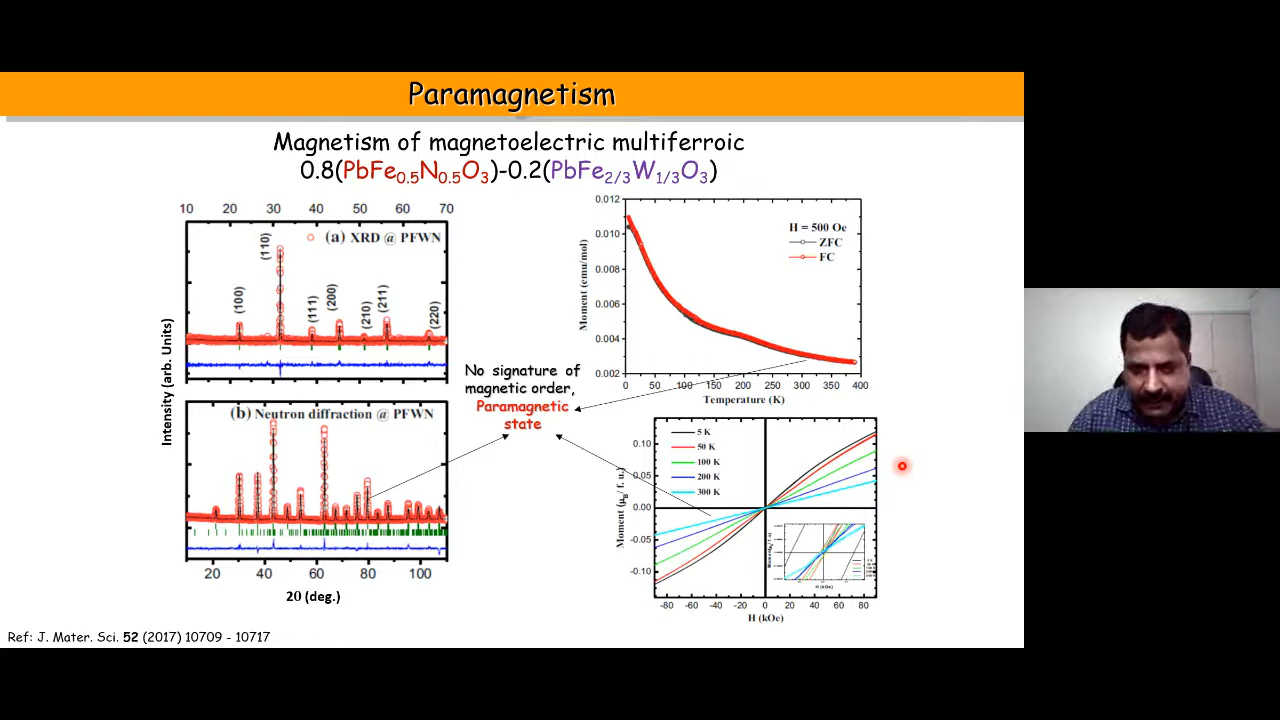 Paramagnetism
Magnetism of magnetoelectric multiferroic
0.8(PbFe0.5N0.5O3)-0.2(PbFe2/3W1/3O3)
10 20 30 40 50 60 70
(a) XRD @ PFWN
(100)
(110)
(111)
(200)
(210)
(211)
(220)
Intensity (arb. Units)
(b) Neutron diffraction @ PFWN
20 40 60 80 100
2θ (deg.)
No signature of
magnetic order,
Paramagnetic
state
0.012
0.010
0.008
0.006
0.004
0.002
Moment (emu/mol)
H = 500 Oe
ZFC
FC
0 50 100 150 200 250 300 350 400
Temperature (K)
0.10
0.05
0.00
-0.05
-0.10
Moment (μB/ f. u.)
5 K
50 K
100 K
200 K
300 K
-80 -60 -40 -20 0 20 40 60 80
H (kOe)
H (kOe)
Ref: J. Mater. Sci. 52 (2017) 10709 - 10717